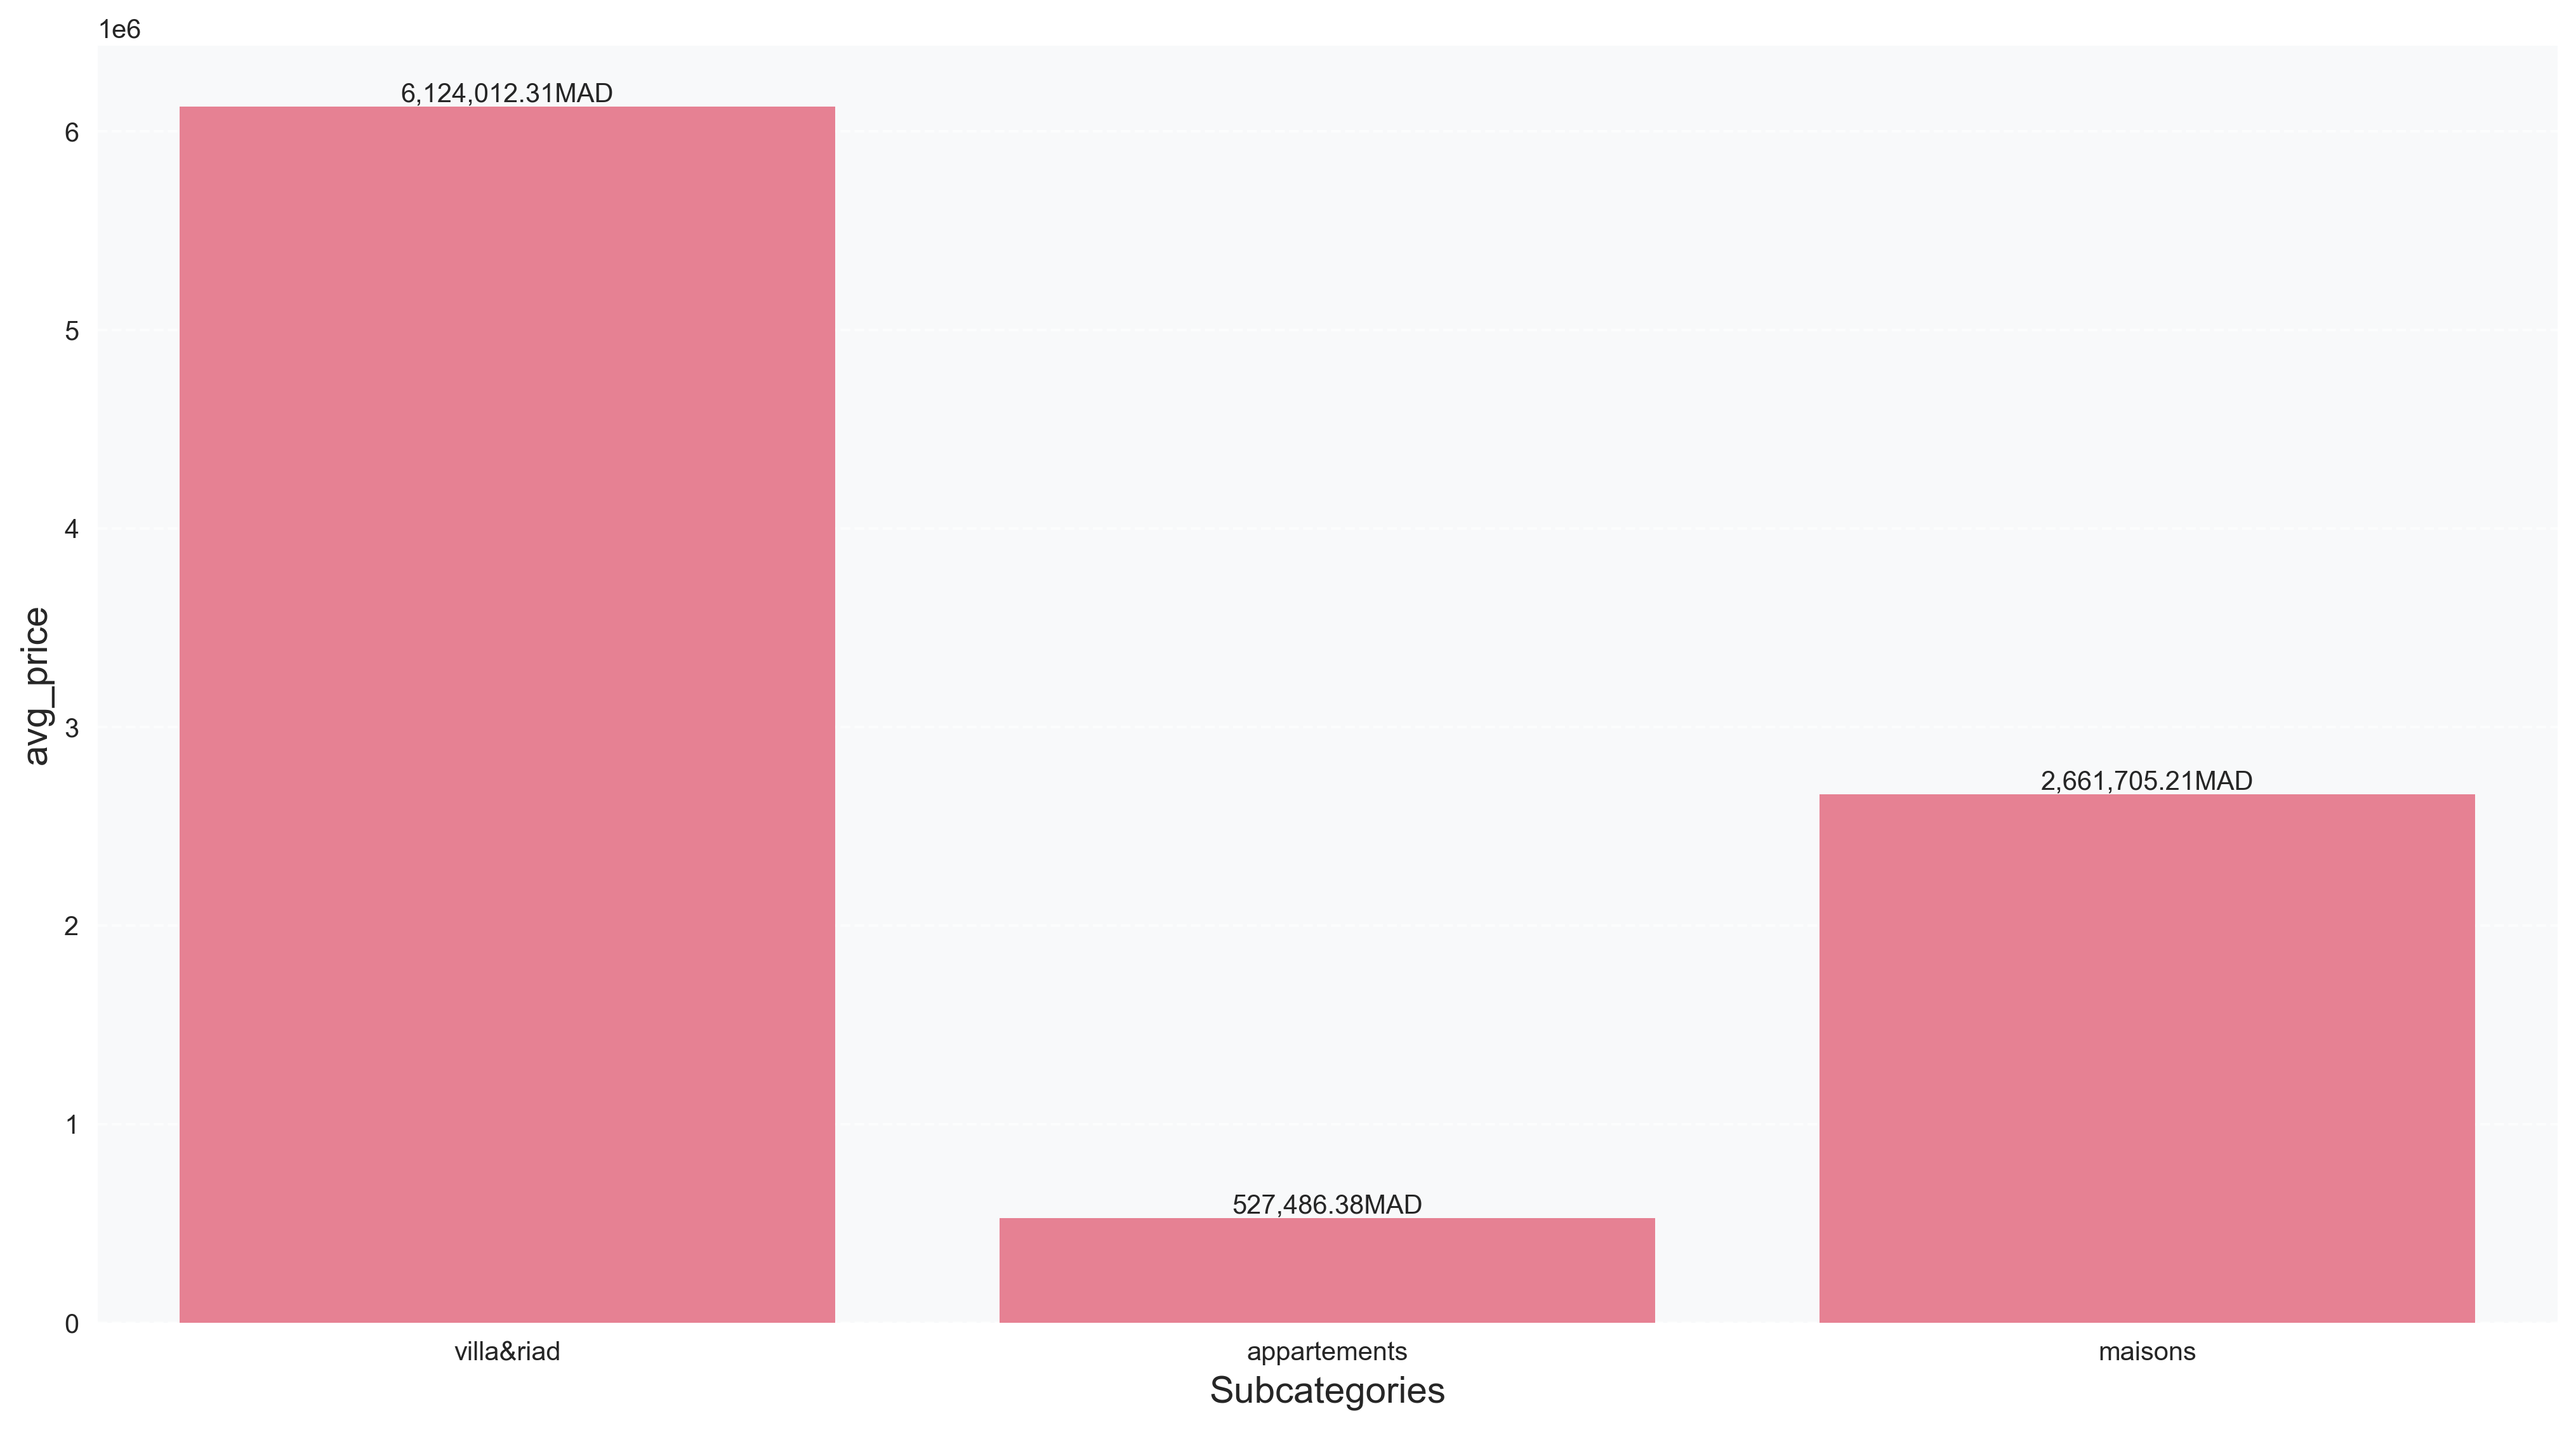 1e6
6,124,012.31MAD
6
5
4
3
2,661,705.21MAD
2
1
527,486.38MAD
0
avg_price
villa&riad
appartements
maisons
Subcategories